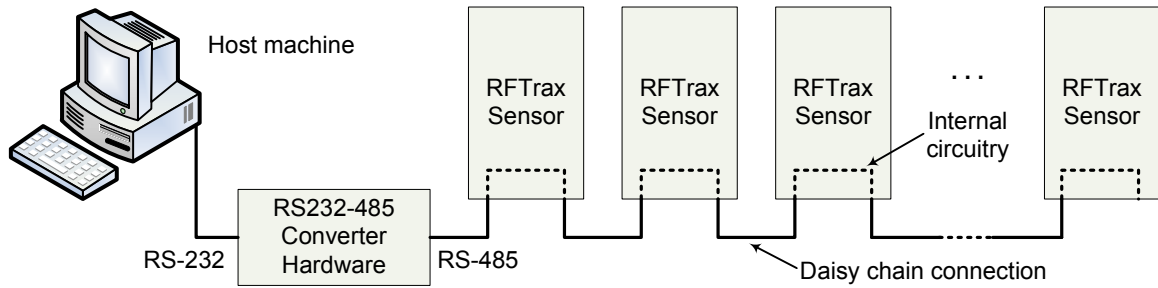 Host machine
RFTrax
Sensor
RFTrax
Sensor
RFTrax
Sensor
. . .
RFTrax
Sensor
Internal
circuitry
RS232-485
Converter
Hardware
RS-232
RS-485
Daisy chain connection